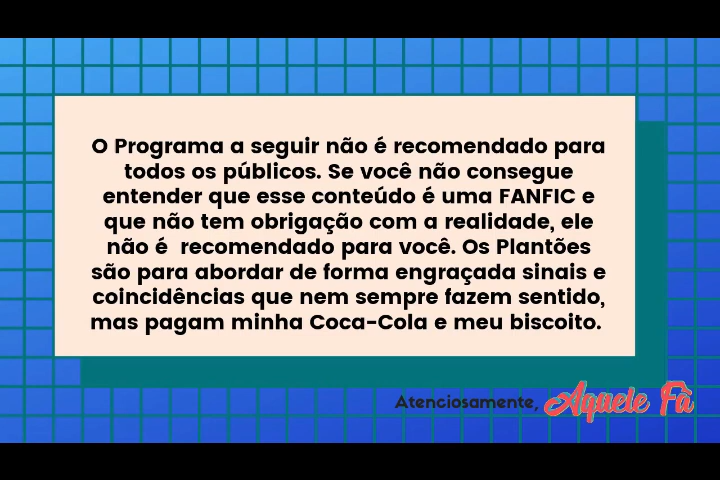 O Programa a seguir não é recomendado para
todos os públicos. Se você não consegue
entender que esse conteúdo é uma FANFIC e
que não tem obrigação com a realidade, ele
não é  recomendado para você. Os Plantões
são para abordar de forma engraçada sinais e
coincidências que nem sempre fazem sentido,
mas pagam minha Coca-Cola e meu biscoito.
Atenciosamente, Aquele Fã